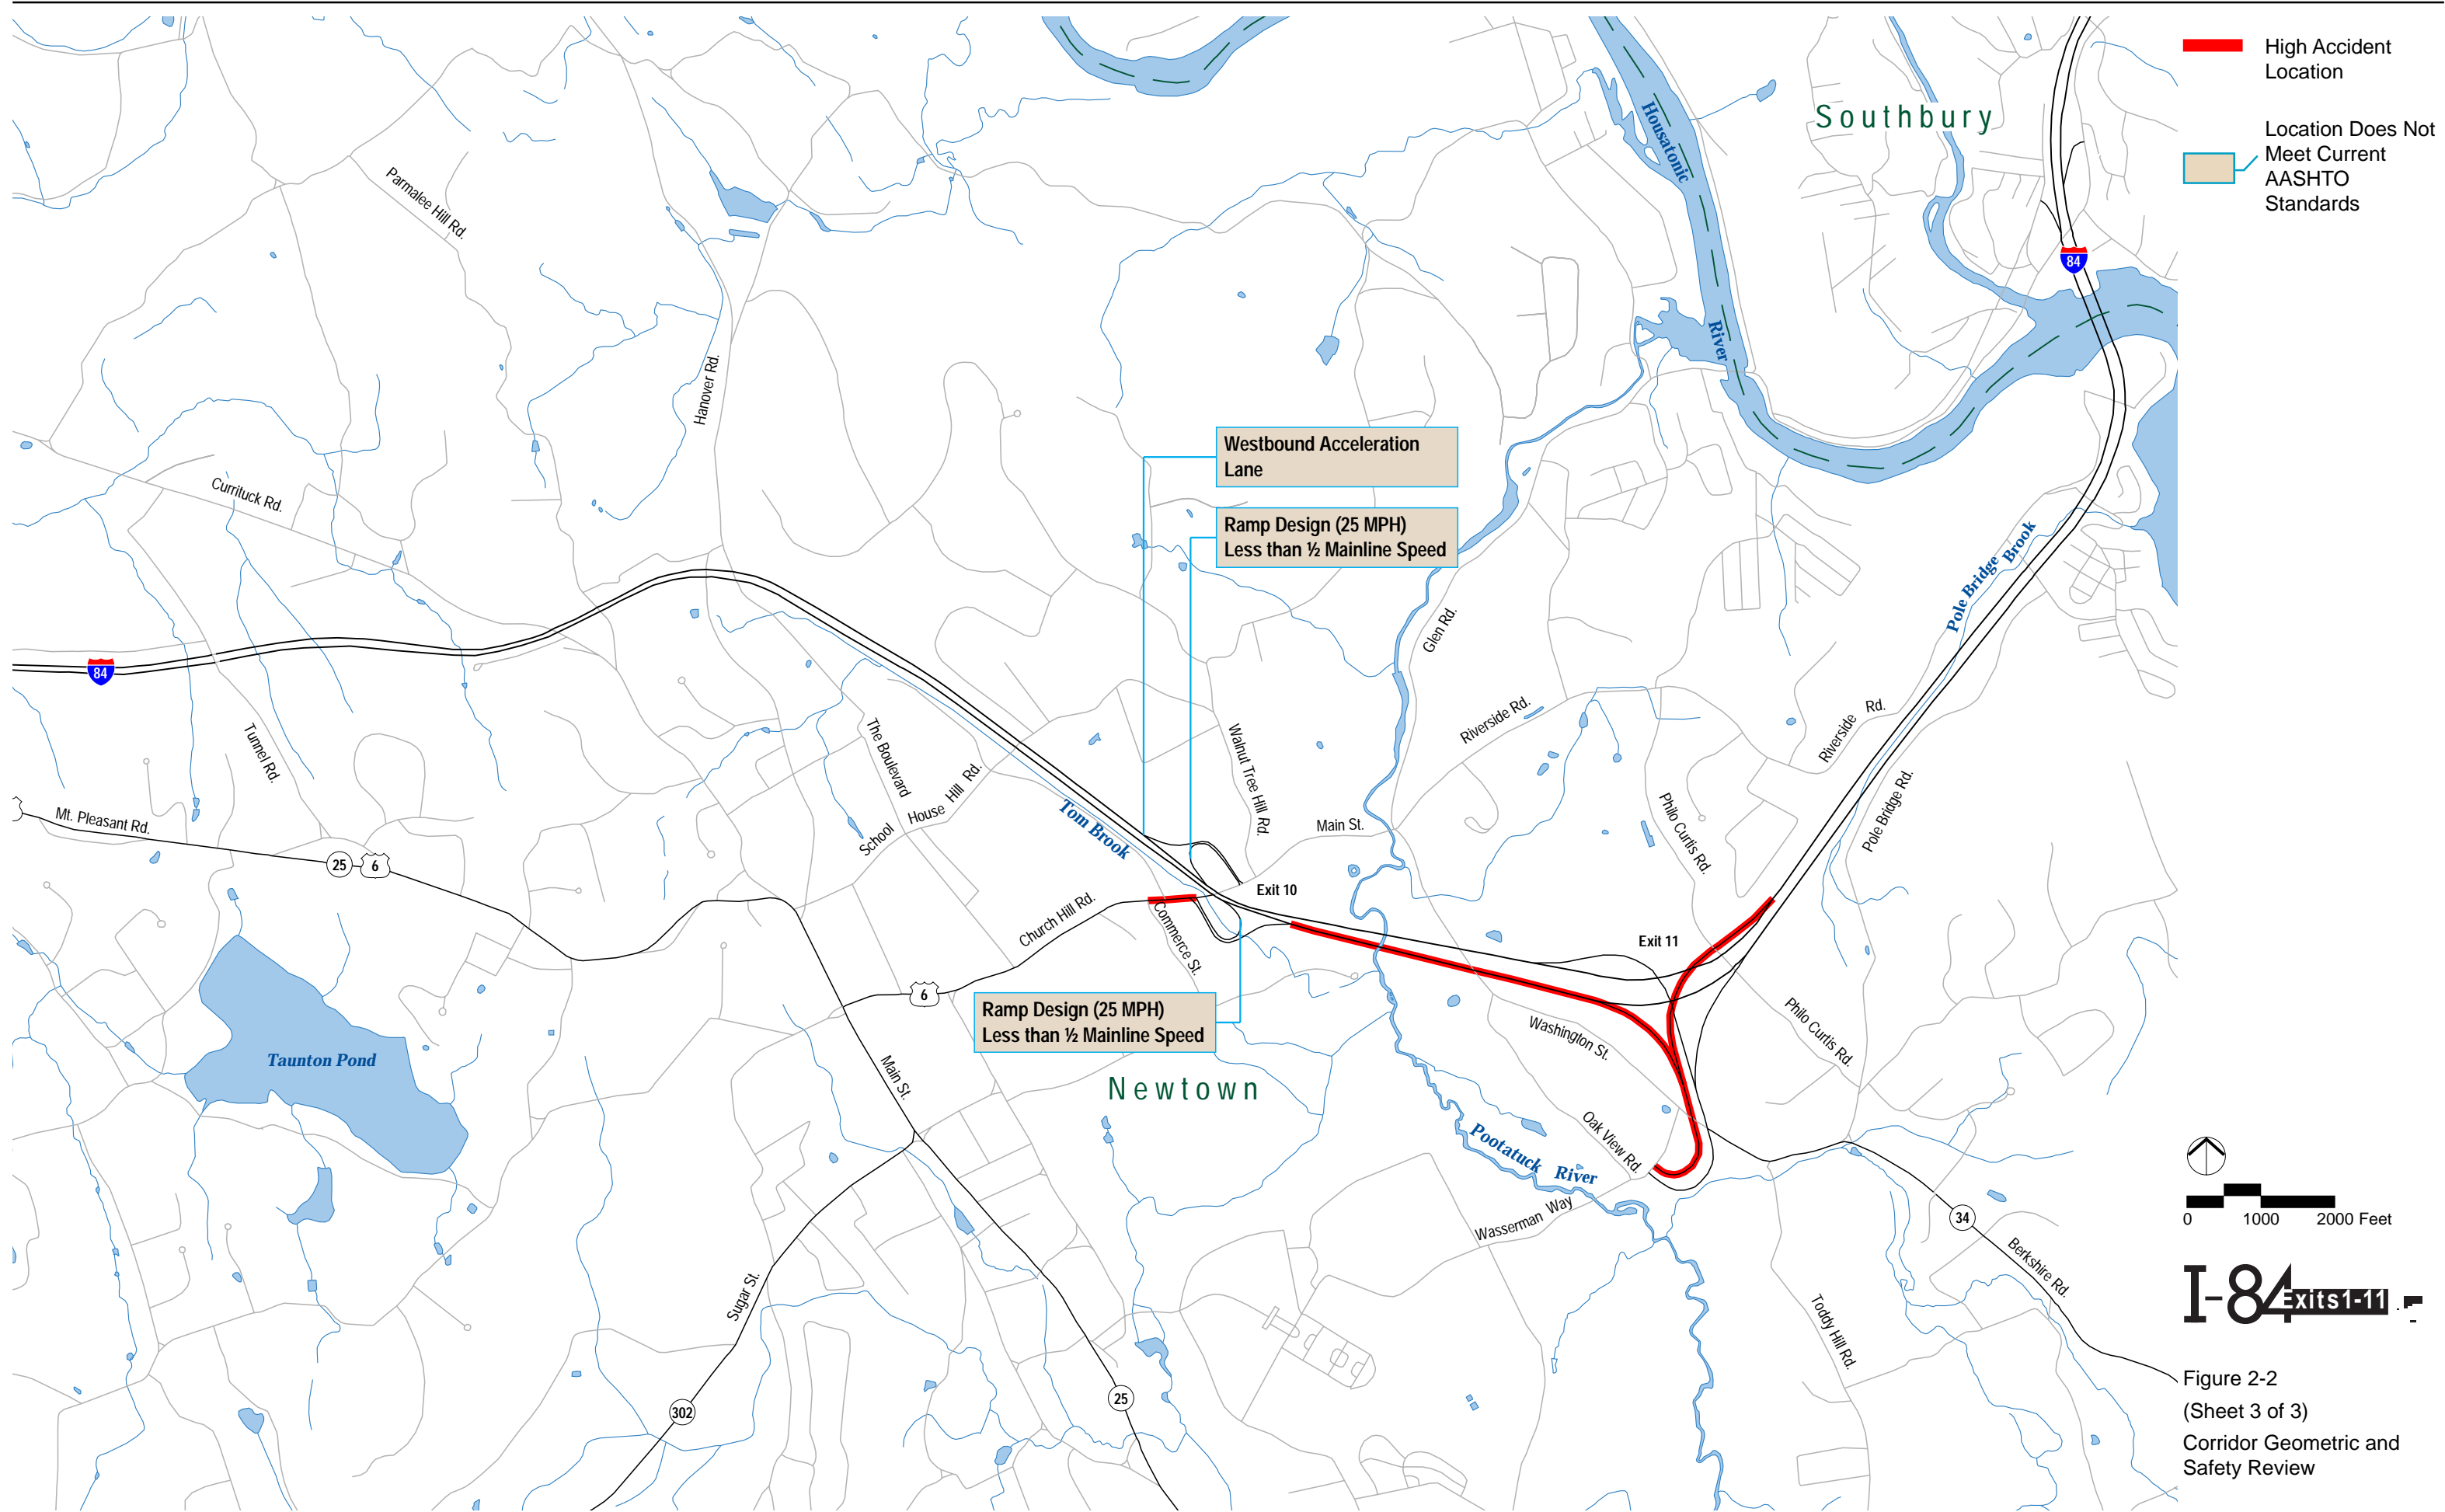 High Accident
Location
Location Does Not
Meet Current
AASHTO
Standards
Southbury
Housatonic
River
84
Parmalee Hill Rd.
Hanover Rd.
Currituck Rd.
Westbound Acceleration
Lane
Ramp Design (25 MPH)
Less than ½ Mainline Speed
Pole Bridge Brook
Glen Rd.
84
Tunnel Rd.
The Boulevard
School House Hill Rd.
Walnut Tree Hill Rd.
Riverside Rd.
Riverside Rd.
Mt. Pleasant Rd.
25
6
Tom Brook
Main St.
Philo Curtis Rd.
Pole Bridge Rd.
Exit 10
Church Hill Rd.
Commerce St.
Exit 11
6
Ramp Design (25 MPH)
Less than ½ Mainline Speed
Washington St.
Philo Curtis Rd.
Taunton Pond
Main St.
Newtown
Oak View Rd.
Pootatuck River
Wasserman Way
34
Berkshire Rd.
Sugar St.
Toddy Hill Rd.
302
25
0 1000 2000 Feet
I-84 Exits1-11
Figure 2-2
(Sheet 3 of 3)
Corridor Geometric and
Safety Review